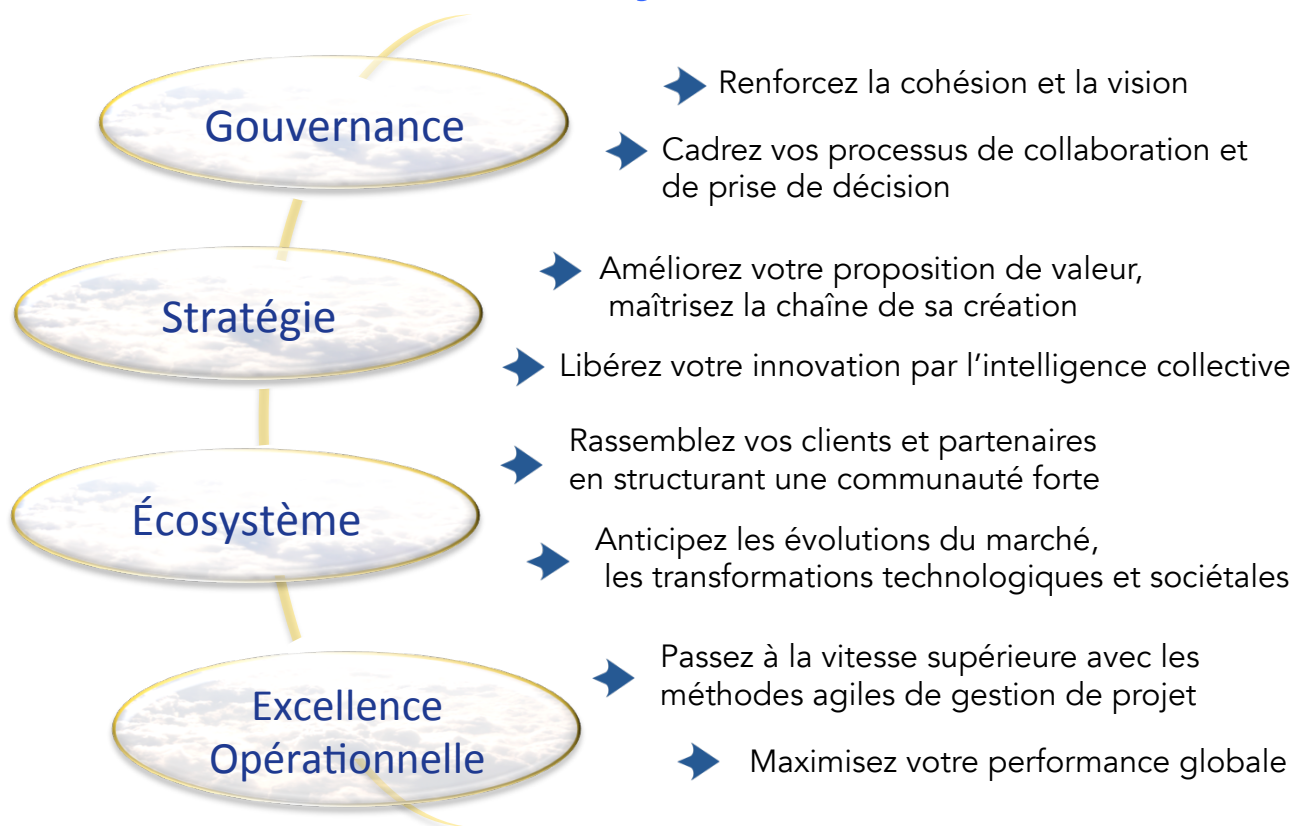 Gouvernance
Renforcez la cohésion et la vision
Cadrez vos processus de collaboration et
de prise de décision
Stratégie
Améliorez votre proposition de valeur,
maîtrisez la chaîne de sa création
Libérez votre innovation par l’intelligence collective
Écosystème
Rassemblez vos clients et partenaires
en structurant une communauté forte
Anticipez les évolutions du marché,
les transformations technologiques et sociétales
Excellence
Opérationnelle
Passez à la vitesse supérieure avec les
méthodes agiles de gestion de projet
Maximisez votre performance globale